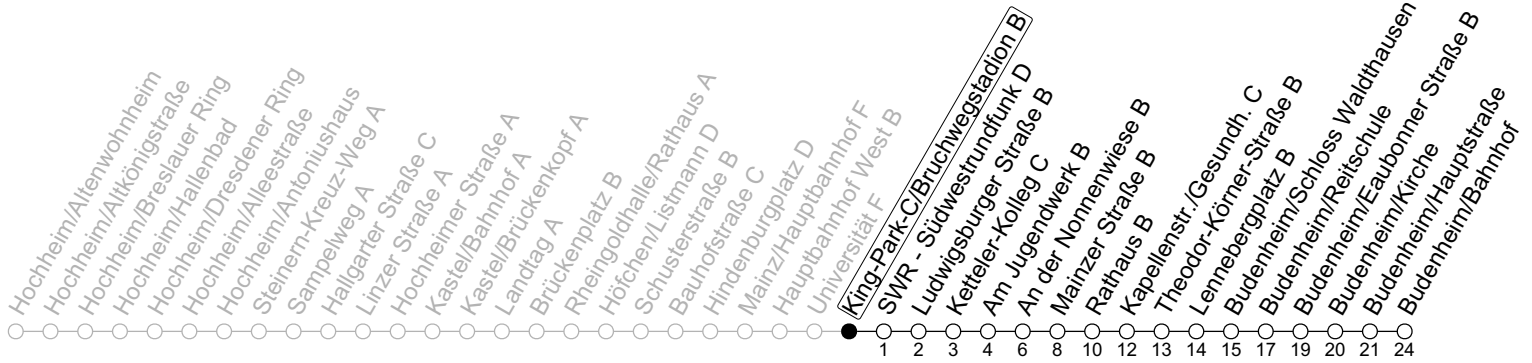 Hochheim/Altenwohnheim
Hochheim/Altkönigstraße
Hochheim/Breslauer Ring
Hochheim/Hallenbad
Hochheim/Dresdener Ring
Hochheim/Alleestraße
Hochheim/Antoniushaus
Steinern-Kreuz-Weg A
Sampelweg A
Hallgarter Straße C
Linzer Straße A
Hochheimer Straße A
Kastel/Bahnhof A
Kastel/Brückenkopf A
Landtag A
Brückenplatz B
Rheingoldhalle/Rathaus A
Höfchen/Listmann D
Schusterstraße B
Bauhofstraße C
Hindenburgplatz D
Mainz/Hauptbahnhof F
Hauptbahnhof West B
Universität F
King-Park-C/Bruchwegstadion B
SWR - Südwestrundfunk D
Ludwigsburger Straße B
Ketteler-Kolleg C
Am Jugendwerk B
An der Nonnenwiese B
Mainzer Straße B
Rathaus B
Kapellenstr./Gesundh. C
Theodor-Körner-Straße B
Lennebergplatz B
Budenheim/Schloss Waldthausen
Budenheim/Reitschule
Budenheim/Eaubonner Straße B
Budenheim/Kirche
Budenheim/Hauptstraße
Budenheim/Bahnhof
1 2 3 4 6 8 10 12 13 14 15 17 19 20 21 24